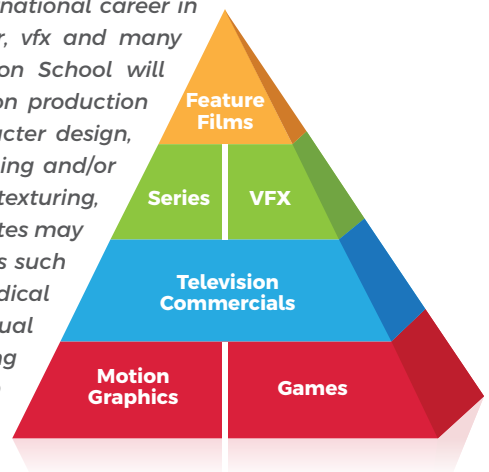 national career in
r, vfx and many
on School will
on production
acter design,
ing and/or
texturing,
tes may
s such
dical
ual
g
Feature
Films
Series VFX
Television
Commercials
Motion
Graphics
Games